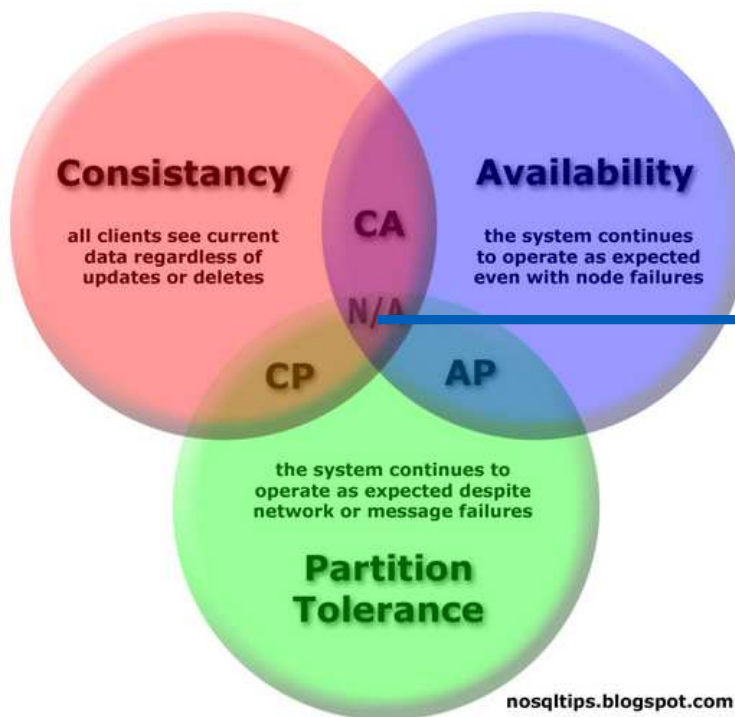 Consistancy
all clients see current
data regardless of
updates or deletes
Availability
the system continues
to operate as expected
even with node failures
CA
N/A
CP
AP
the system continues to
operate as expected despite
network or message failures
Partition
Tolerance
nosqltips.blogspot.com